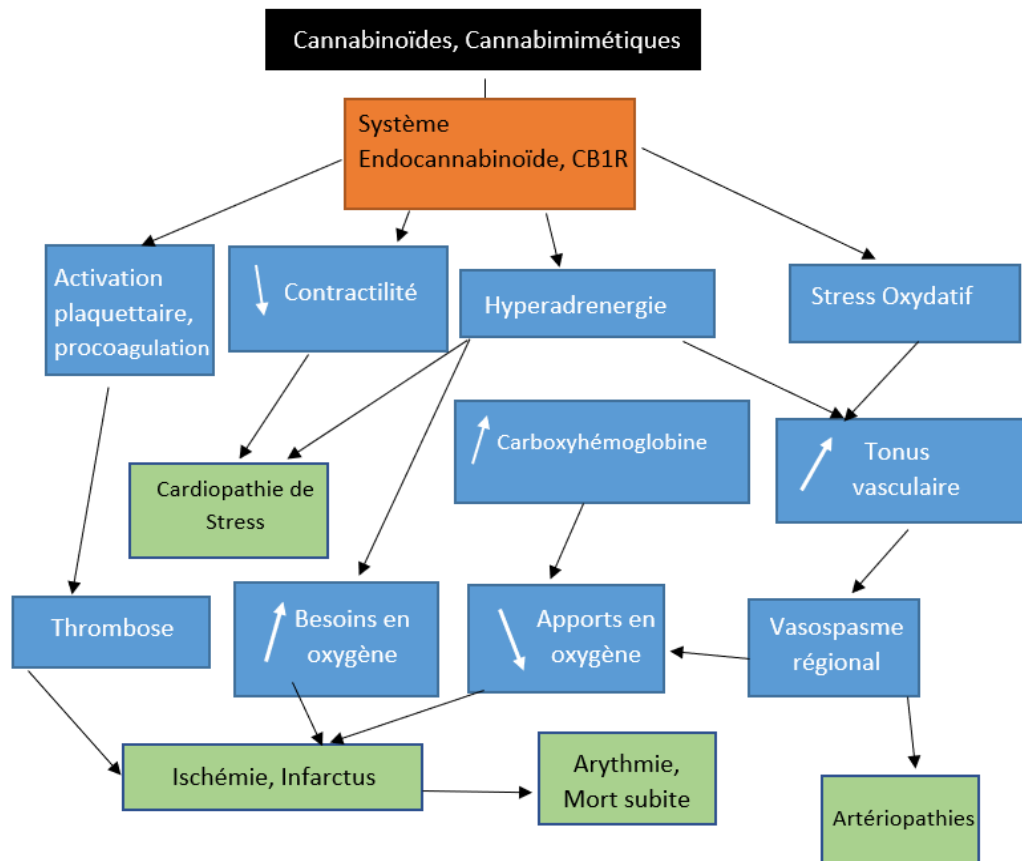 Cannabinoïdes, Cannabimimétiques
Système
Endocannabinoïde, CB1R
Activation
plaquettaire,
procoagulation
Contractilité
Hyperadrenergie
Stress Oxydatif
Carboxyhémoglobine
Tonus
vasculaire
Cardiopathie de
Stress
Thrombose
Besoins en
oxygène
Apports en
oxygène
Vasospasme
régional
Ischémie, Infarctus
Arythmie,
Mort subite
Artériopathies